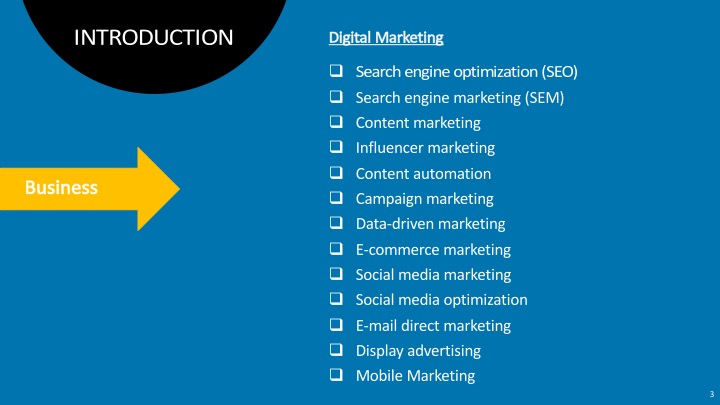 INTRODUCTION
Digital Marketing
❑ Search engine optimization (SEO)
❑ Search engine marketing (SEM)
❑ Content marketing
❑ Influencer marketing
❑ Content automation
❑ Campaign marketing
❑ Data-driven marketing
❑ E-commerce marketing
❑ Social media marketing
❑ Social media optimization
❑ E-mail direct marketing
❑ Display advertising
❑ Mobile Marketing
Business
3